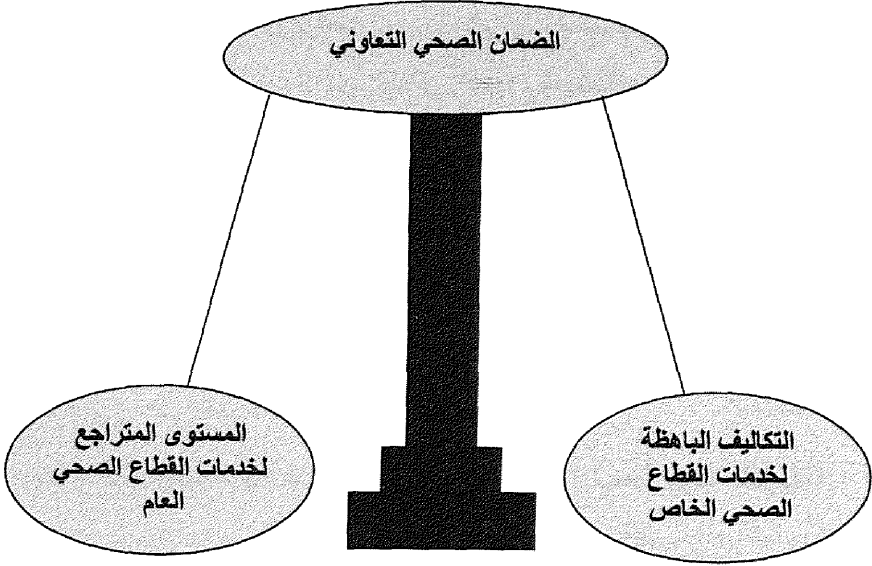 الضمان الصحي التعاوني
التكاليف الباهظة
لخدمات القطاع
الصحي الخاص
المستوى المتراجع
لخدمات القطاع الصحي
العام